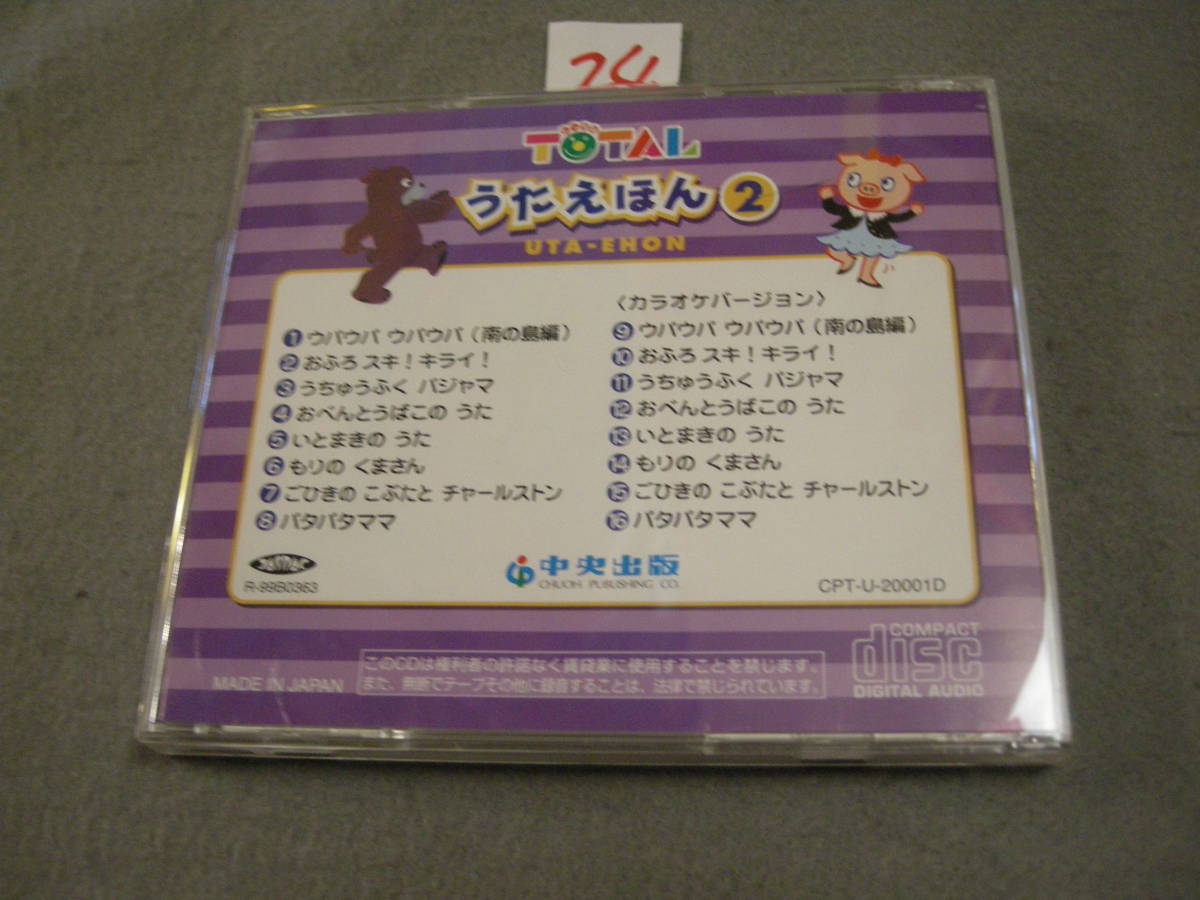 24
TOTAL
うたえほん 2
UTA-EHON
1 ウパウパ ウパウパ（南の島編）
2 おふろ スキ！キライ！
3 うちゅうふく パジャマ
4 おべんとうばこの うた
5 いとまきの うた
6 もりの くまさん
7 ごひきの こぶたと チャールストン
8 パタパタママ
〈カラオケバージョン〉
9 ウパウパ ウパウパ（南の島編）
10 おふろ スキ！キライ！
11 うちゅうふく パジャマ
12 おべんとうばこの うた
13 いとまきの うた
14 もりの くまさん
15 ごひきの こぶたと チャールストン
16 パタパタママ
JASRAC
R-99B0363
中央出版
CHUOH PUBLISHING CO.
CPT-U-20001D
MADE IN JAPAN
このCDは権利者の許諾なく賃貸業に使用することを禁じます。
また、無断でテープその他に録音することは、法律で禁じられています。
COMPACT
disc
DIGITAL AUDIO